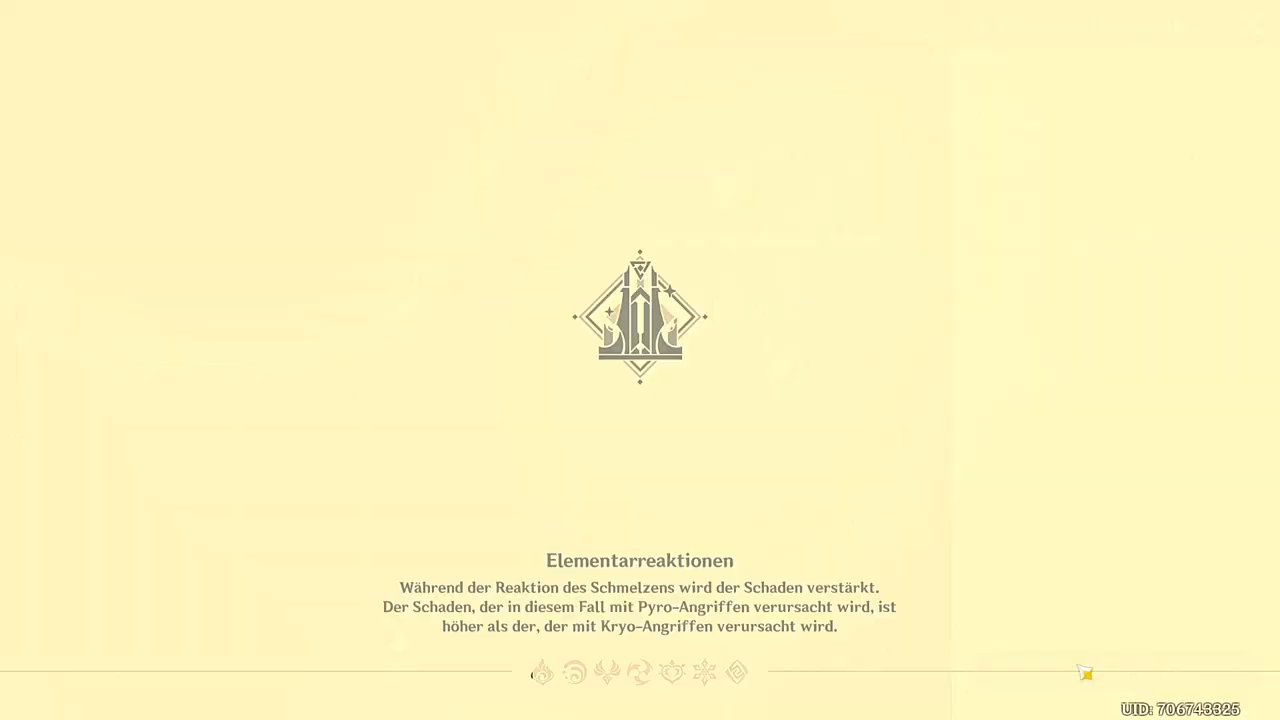 Elementarreaktionen
Während der Reaktion des Schmelzens wird der Schaden verstärkt.
Der Schaden, der in diesem Fall mit Pyro-Angriffen verursacht wird, ist
höher als der, der mit Kryo-Angriffen verursacht wird.
UID: 706743325